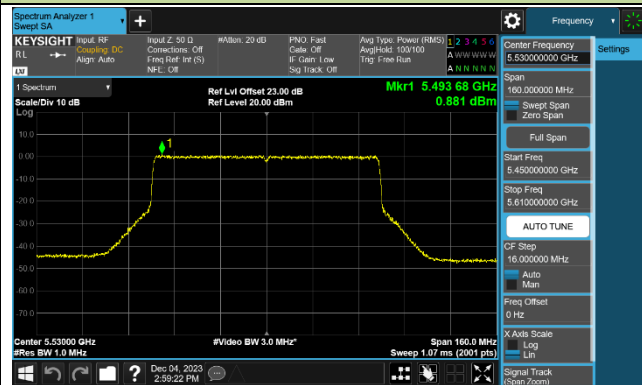 Spectrum Analyzer 1
Swept SA
Frequency
KEYSIGHT
RL
LXI
Input: RF
Coupling: DC
Align: Auto
Input Z: 50 Ω
Corrections: Off
Freq Ref: Int (S)
NFE: Off
#Atten: 20 dB
PNO: Fast
Gate: Off
IF Gain: Low
Sig Track: Off
Avg Type: Power (RMS)
Avg|Hold: 100/100
Trig: Free Run
1 2 3 4 5 6
A W W W W W
A N N N N N
1 Spectrum
Scale/Div 10 dB
Log
Ref Lvl Offset 23.00 dB
Ref Level 20.00 dBm
Mkr1 5.493 68 GHz
0.881 dBm
1
10.0
0.00
-10.0
-20.0
-30.0
-40.0
-50.0
-60.0
-70.0
Center 5.53000 GHz
#Res BW 1.0 MHz
#Video BW 3.0 MHz*
Span 160.0 MHz
Sweep 1.07 ms (2001 pts)
Dec 04, 2023
2:59:22 PM
Center Frequency
5.530000000 GHz
Settings
Span
160.000000 MHz
Swept Span
Zero Span
Full Span
Start Freq
5.450000000 GHz
Stop Freq
5.610000000 GHz
AUTO TUNE
CF Step
16.000000 MHz
Auto
Man
Freq Offset
0 Hz
X Axis Scale
Log
Lin
Signal Track
(Span Zoom)